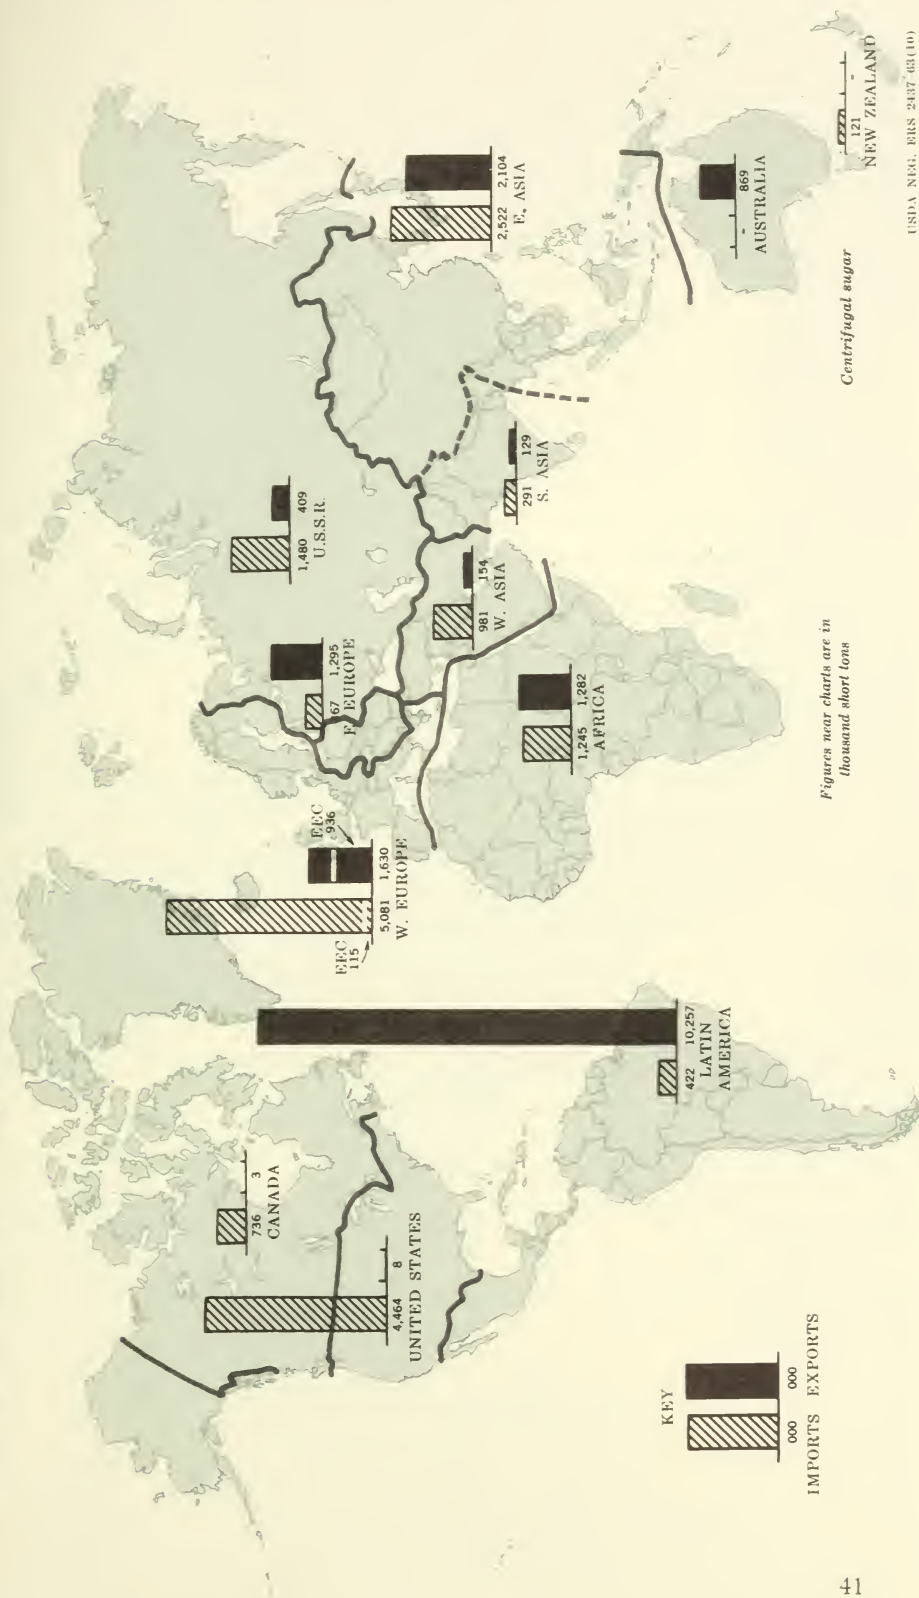 CANADA
736 3
UNITED STATES
4,464 8
LATIN
AMERICA
422 10,257
EEC
115
EEC
936
5,081 1,630
W. EUROPE
1,295
EUROPE
1,480 409
U.S.S.R.
981 154
W. ASIA
1,245 1,282
AFRICA
291 129
S. ASIA
2,522 2,104
E. ASIA
869
AUSTRALIA
121
NEW ZEALAND
KEY
000 000
IMPORTS EXPORTS
Figures near charts are in
thousand short tons
Centrifugal sugar
USDA NEG. ERS 2437-63(10)
41